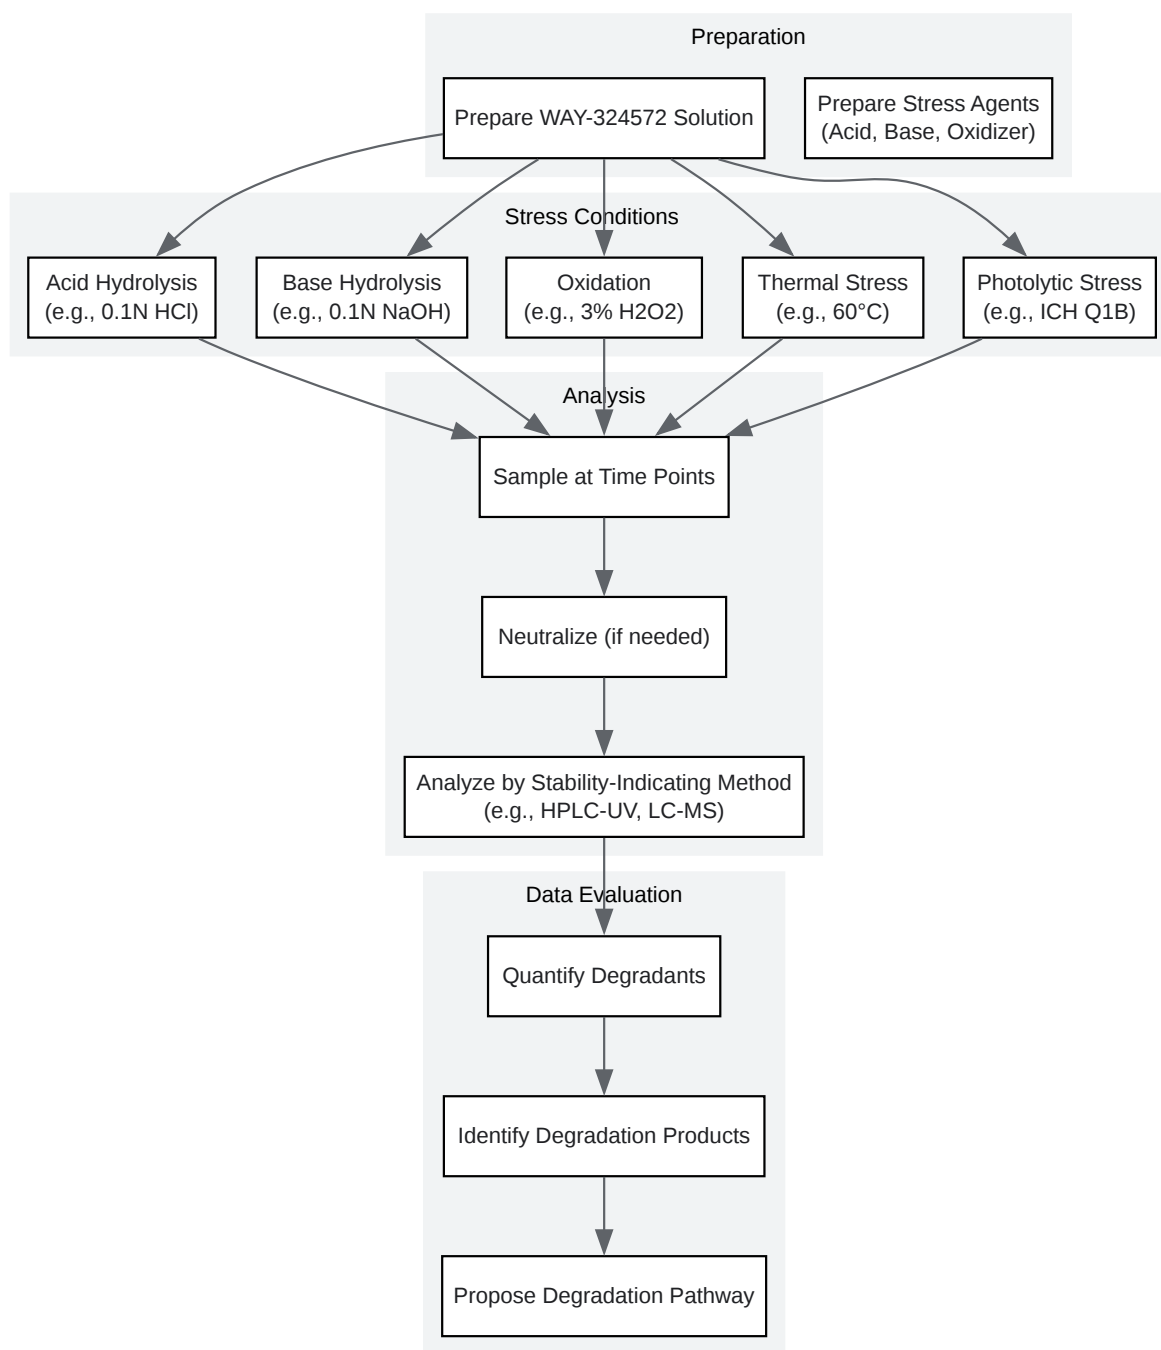 Preparation
Prepare WAY-324572 Solution
Prepare Stress Agents
(Acid, Base, Oxidizer)
Stress Conditions
Acid Hydrolysis
(e.g., 0.1N HCl)
Base Hydrolysis
(e.g., 0.1N NaOH)
Oxidation
(e.g., 3% H2O2)
Thermal Stress
(e.g., 60°C)
Photolytic Stress
(e.g., ICH Q1B)
Analysis
Sample at Time Points
Neutralize (if needed)
Analyze by Stability-Indicating Method
(e.g., HPLC-UV, LC-MS)
Data Evaluation
Quantify Degradants
Identify Degradation Products
Propose Degradation Pathway